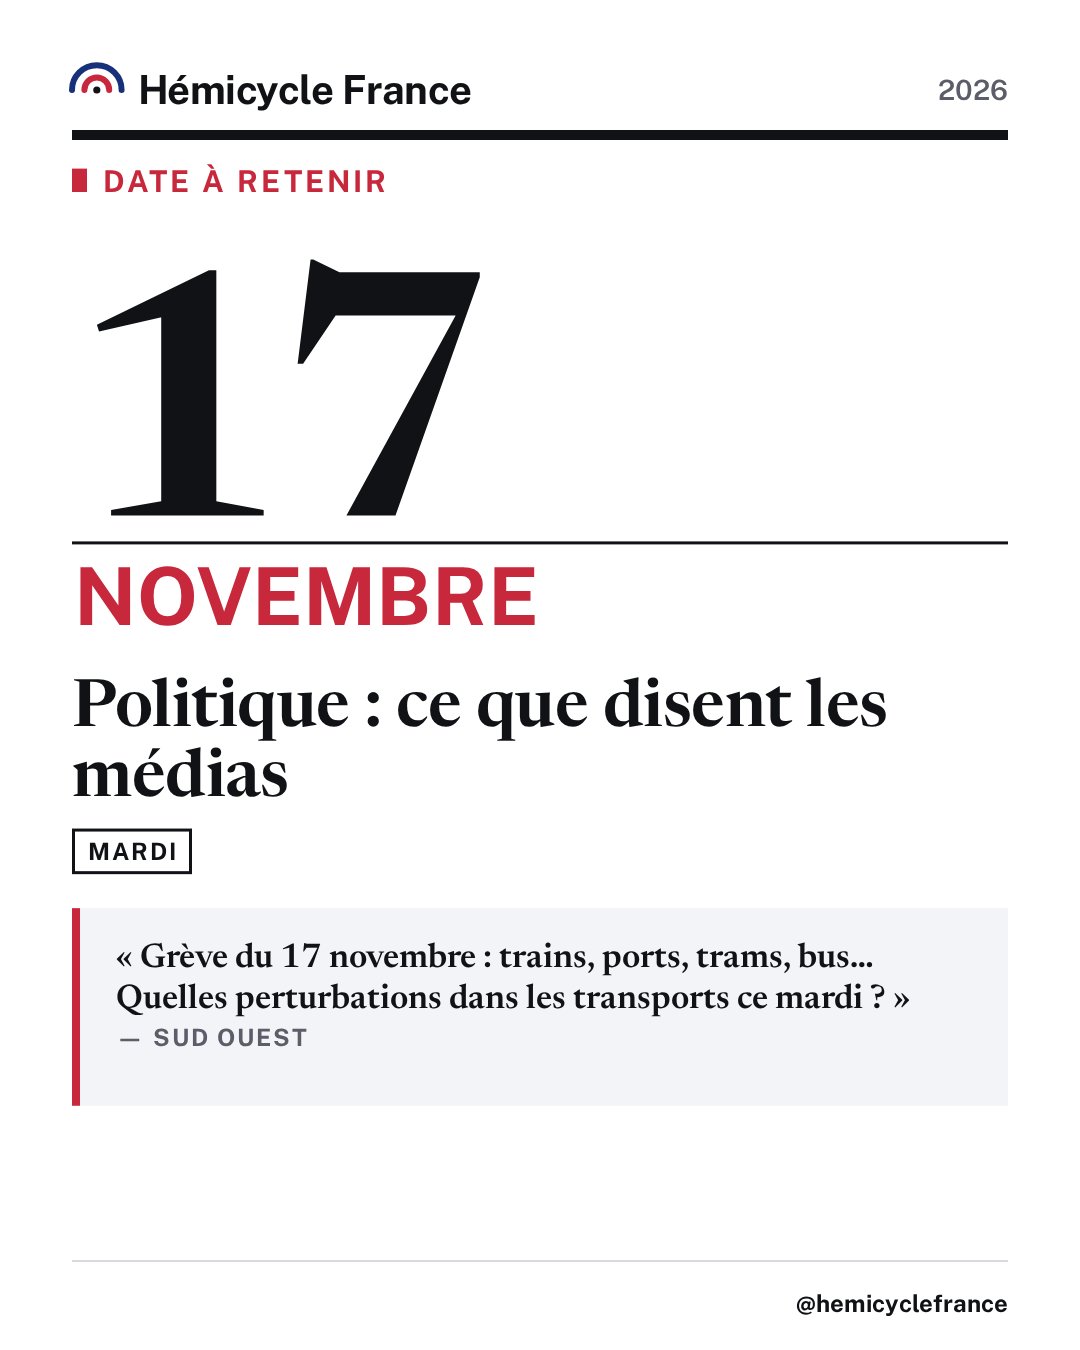 Hémicycle France
2026
DATE À RETENIR
17
NOVEMBRE
Politique : ce que disent les
médias
MARDI
« Grève du 17 novembre : trains, ports, trams, bus...
Quelles perturbations dans les transports ce mardi ? »
— SUD OUEST
@hemicyclefrance